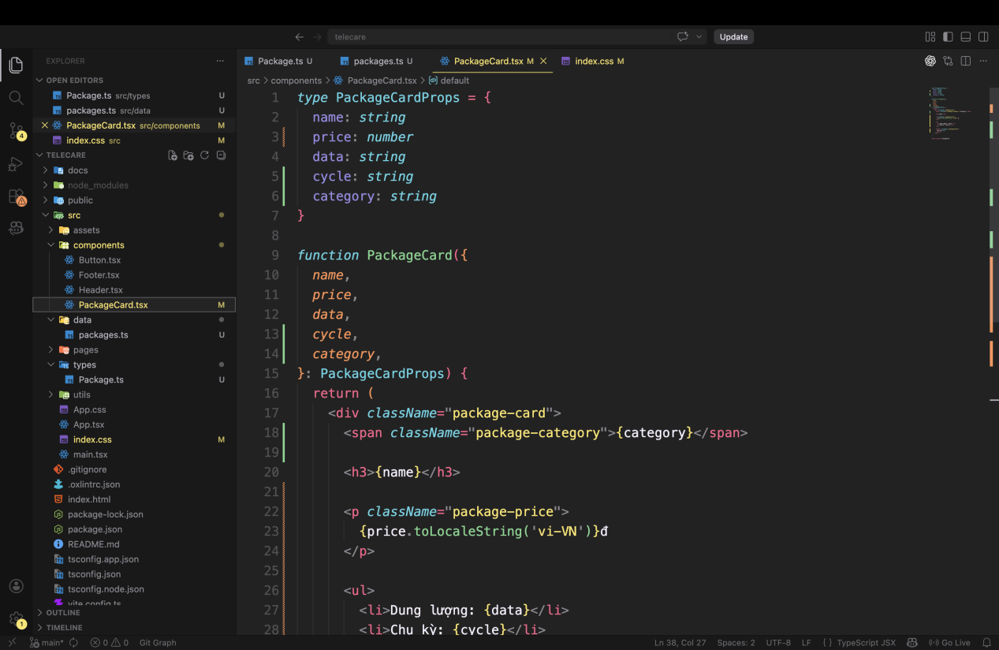 telecare
Update
EXPLORER
OPEN EDITORS
Package.ts src/types U
packages.ts src/data U
PackageCard.tsx src/components M
index.css src M
TELECARE
docs
node_modules
public
src
assets
components
Button.tsx
Footer.tsx
Header.tsx
PackageCard.tsx M
data
packages.ts U
pages
types
Package.ts U
utils
App.css
App.tsx
index.css M
main.tsx
.gitignore
.oxlintrc.json
index.html
package-lock.json
package.json
README.md
tsconfig.app.json
tsconfig.json
tsconfig.node.json
vite.config.ts
OUTLINE
TIMELINE
4
1
Package.ts U packages.ts U PackageCard.tsx M index.css M
src > components > PackageCard.tsx > default
1 type PackageCardProps = {
2 name: string
3 price: number
4 data: string
5 cycle: string
6 category: string
7 }
8
9 function PackageCard({
10 name,
11 price,
12 data,
13 cycle,
14 category,
15 }: PackageCardProps) {
16 return (
17 <div className="package-card">
18 <span className="package-category">{category}</span>
19
20 <h3>{name}</h3>
21
22 <p className="package-price">
23 {price.toLocaleString('vi-VN')}đ
24 </p>
25
26 <ul>
27 <li>Dung lượng: {data}</li>
28 <li>Chu kỳ: {cycle}</li>
main* 0 0 Git Graph
Ln 38, Col 27 Spaces: 2 UTF-8 LF { } TypeScript JSX Go Live